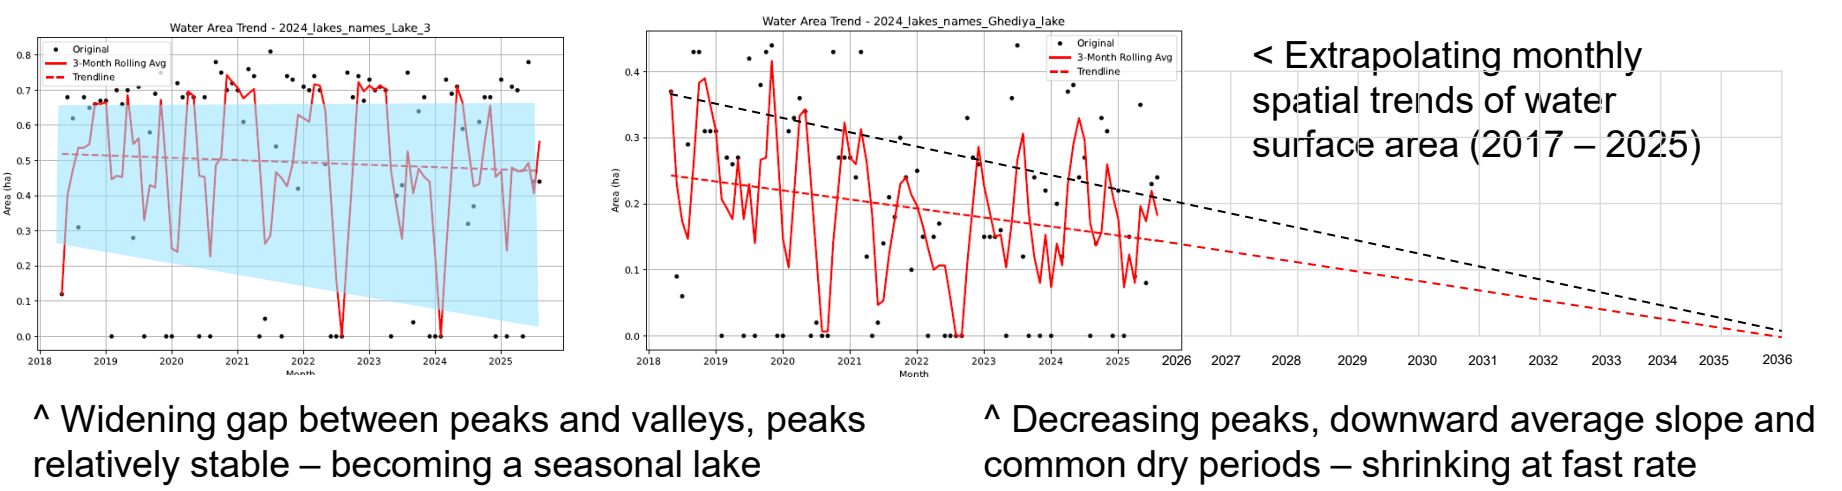 Water Area Trend - 2024_lakes_names_Lake_3
Original
3-Month Rolling Avg
Trendline
Area (ha)
0.8
0.7
0.6
0.5
0.4
0.3
0.2
0.1
0.0
2018 2019 2020 2021 2022 2023 2024 2025
Month
Water Area Trend - 2024_lakes_names_Ghediya_lake
Original
3-Month Rolling Avg
Trendline
Area (ha)
0.4
0.3
0.2
0.1
0.0
2018 2019 2020 2021 2022 2023 2024 2025 2026 2027 2028 2029 2030 2031 2032 2033 2034 2035 2036
Month
< Extrapolating monthly
spatial trends of water
surface area (2017 – 2025)
^ Widening gap between peaks and valleys, peaks
relatively stable – becoming a seasonal lake
^ Decreasing peaks, downward average slope and
common dry periods – shrinking at fast rate